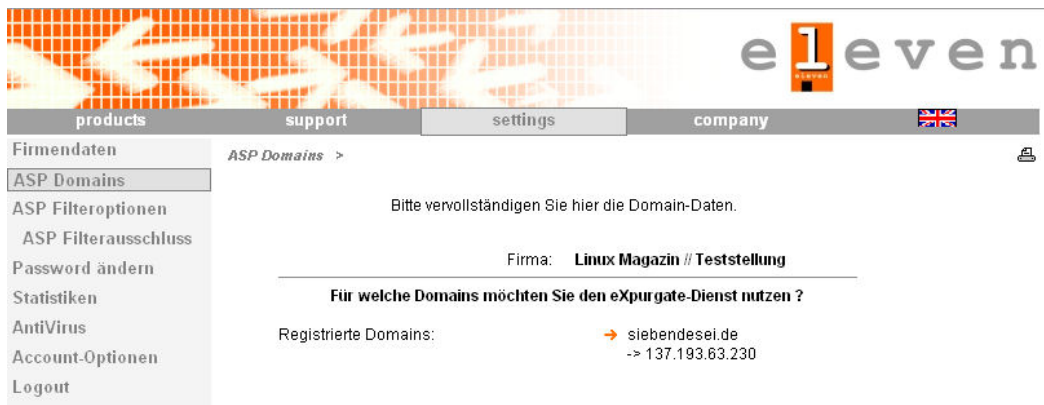 eleven
eleven
products support settings company
Firmendaten
ASP Domains
ASP Filteroptionen
ASP Filterausschluss
Password ändern
Statistiken
AntiVirus
Account-Optionen
Logout
ASP Domains >
Bitte vervollständigen Sie hier die Domain-Daten.
Firma: Linux Magazin // Teststellung
Für welche Domains möchten Sie den eXpurgate-Dienst nutzen ?
Registrierte Domains: → siebendesei.de
-> 137.193.63.230